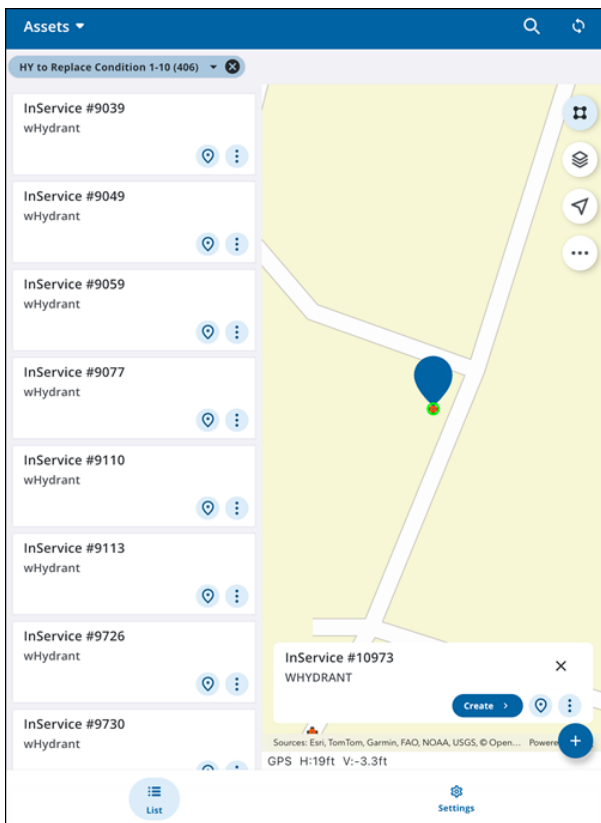 Assets
HY to Replace Condition 1-10 (406)
InService #9039
wHydrant
InService #9049
wHydrant
InService #9059
wHydrant
InService #9077
wHydrant
InService #9110
wHydrant
InService #9113
wHydrant
InService #9726
wHydrant
InService #9730
wHydrant
InService #10973
WHYDRANT
Create
Sources: Esri, TomTom, Garmin, FAO, NOAA, USGS, © Open... Powere
GPS H:19ft V:-3.3ft
List
Settings